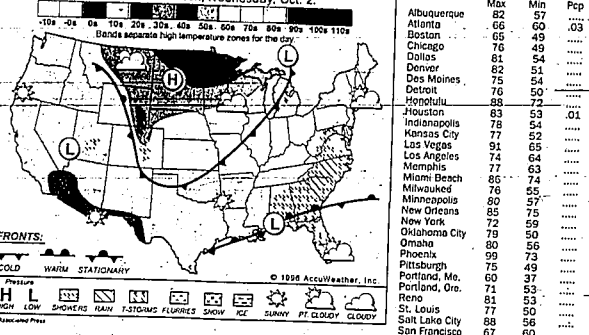 Wednesday, Oct. 2.
-10s -0s 0s 10s 20s 30s 40s 50s 60s 70s 80s 90s 100s 110s
Bands separate high temperature zones for the day.
H
L
L
L
FRONTS:
COLD WARM STATIONARY
© 1996 AccuWeather, Inc.
Pressure
H L
HIGH LOW SHOWERS RAIN T-STORMS FLURRIES SNOW ICE SUNNY PT. CLOUDY CLOUDY
Associated Press
Max Min Pcp
Albuquerque 82 57 .....
Atlanta 66 60 .03
Boston 65 49 .....
Chicago 76 49 .....
Dallas 81 54 .....
Denver 82 51 .....
Des Moines 75 54 .....
Detroit 76 50 .....
Honolulu 88 72 .....
Houston 83 53 .01
Indianapolis 78 54 .....
Kansas City 77 52 .....
Las Vegas 91 65 .....
Los Angeles 74 64 .....
Memphis 77 63 .....
Miami Beach 86 74 .....
Milwaukee 76 55 .....
Minneapolis 80 57 .....
New Orleans 85 75 .....
New York 72 59 .....
Oklahoma City 79 50 .....
Omaha 80 56 .....
Phoenix 99 73 .....
Pittsburgh 75 49 .....
Portland, Me. 60 37 .....
Portland, Ore. 71 53 .....
Reno 81 53 .....
St. Louis 77 50 .....
Salt Lake City 88 56 .....
San Francisco 67 60 .....